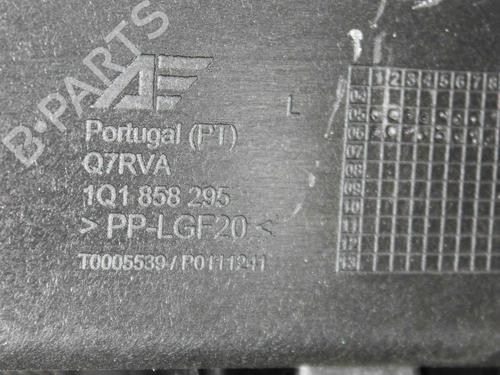 B-PARTS
AE
Portugal (PT)
L
Q7RVA
1Q1 858 295
> PP-LGF20 <
T0005539 / P0111241
1 2 3 4 5 6 7 8
04
05
06
07
08
09
10
11
12
13